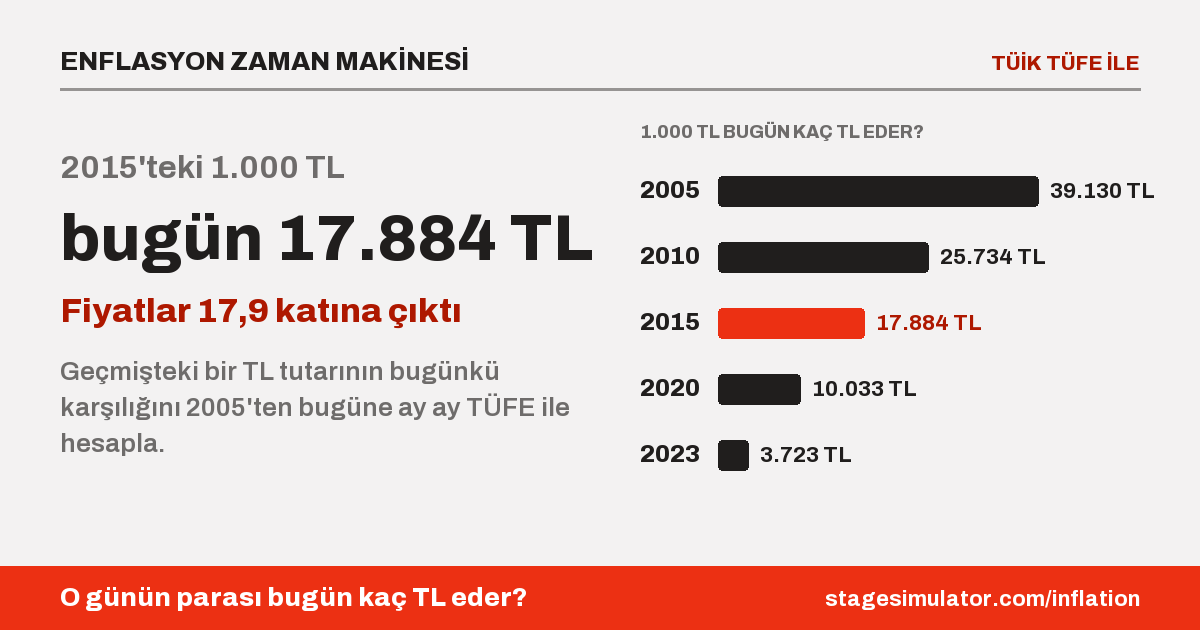 ENFLASYON ZAMAN MAKİNESİ
TÜİK TÜFE İLE
2015'teki 1.000 TL
bugün 17.884 TL
Fiyatlar 17,9 katına çıktı
Geçmişteki bir TL tutarının bugünkü
karşılığını 2005'ten bugüne ay ay TÜFE ile
hesapla.
1.000 TL BUGÜN KAÇ TL EDER?
2005 39.130 TL
2010 25.734 TL
2015 17.884 TL
2020 10.033 TL
2023 3.723 TL
O günün parası bugün kaç TL eder?
stagesimulator.com/inflation